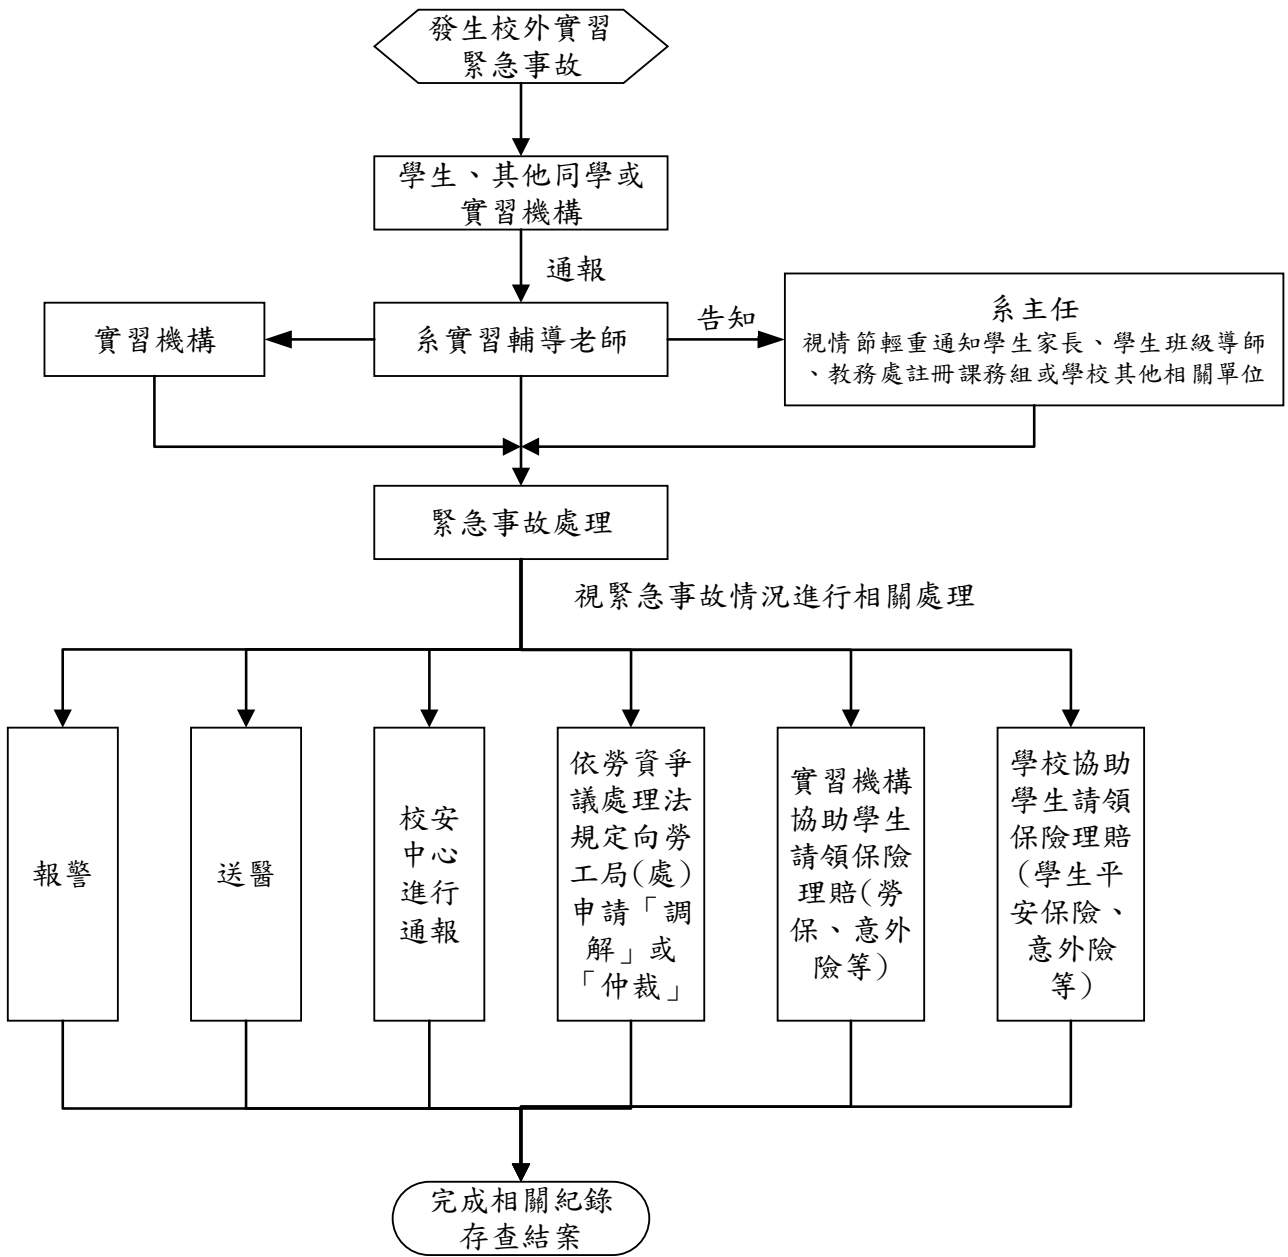 發生校外實習
緊急事故
學生、其他同學或
實習機構
通報
實習機構
系實習輔導老師
告知
系主任
視情節輕重通知學生家長、學生班級導師
、教務處註冊課務組或學校其他相關單位
緊急事故處理
視緊急事故情況進行相關處理
報警
送醫
校安
中心
進行
通報
依勞資爭
議處理法
規定向勞
工局(處)
申請「調
解」或
「仲裁」
實習機構
協助學生
請領保險
理賠(勞
保、意外
險等)
學校協助
學生請領
保險理賠
(學生平
安保險、
意外險
等)
完成相關紀錄
存查結案